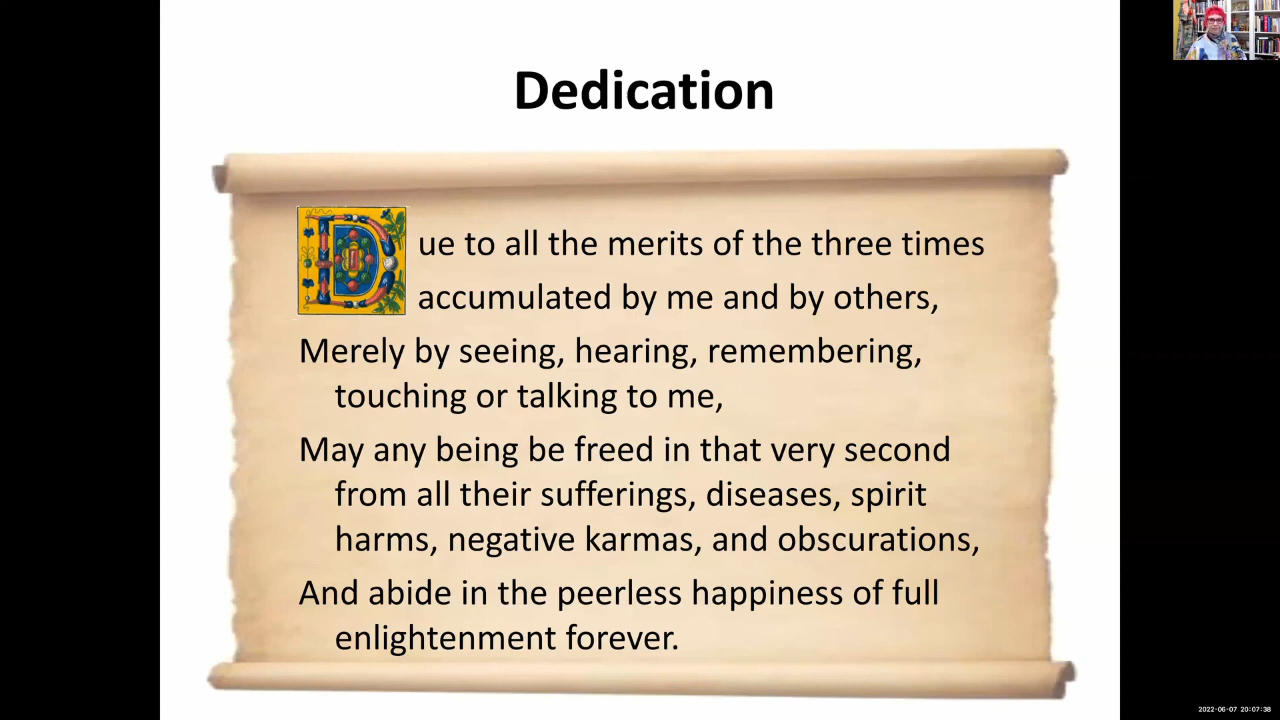 Dedication
Due to all the merits of the three times
accumulated by me and by others,
Merely by seeing, hearing, remembering,
touching or talking to me,
May any being be freed in that very second
from all their sufferings, diseases, spirit
harms, negative karmas, and obscurations,
And abide in the peerless happiness of full
enlightenment forever.
2022-06-07 20:07:38